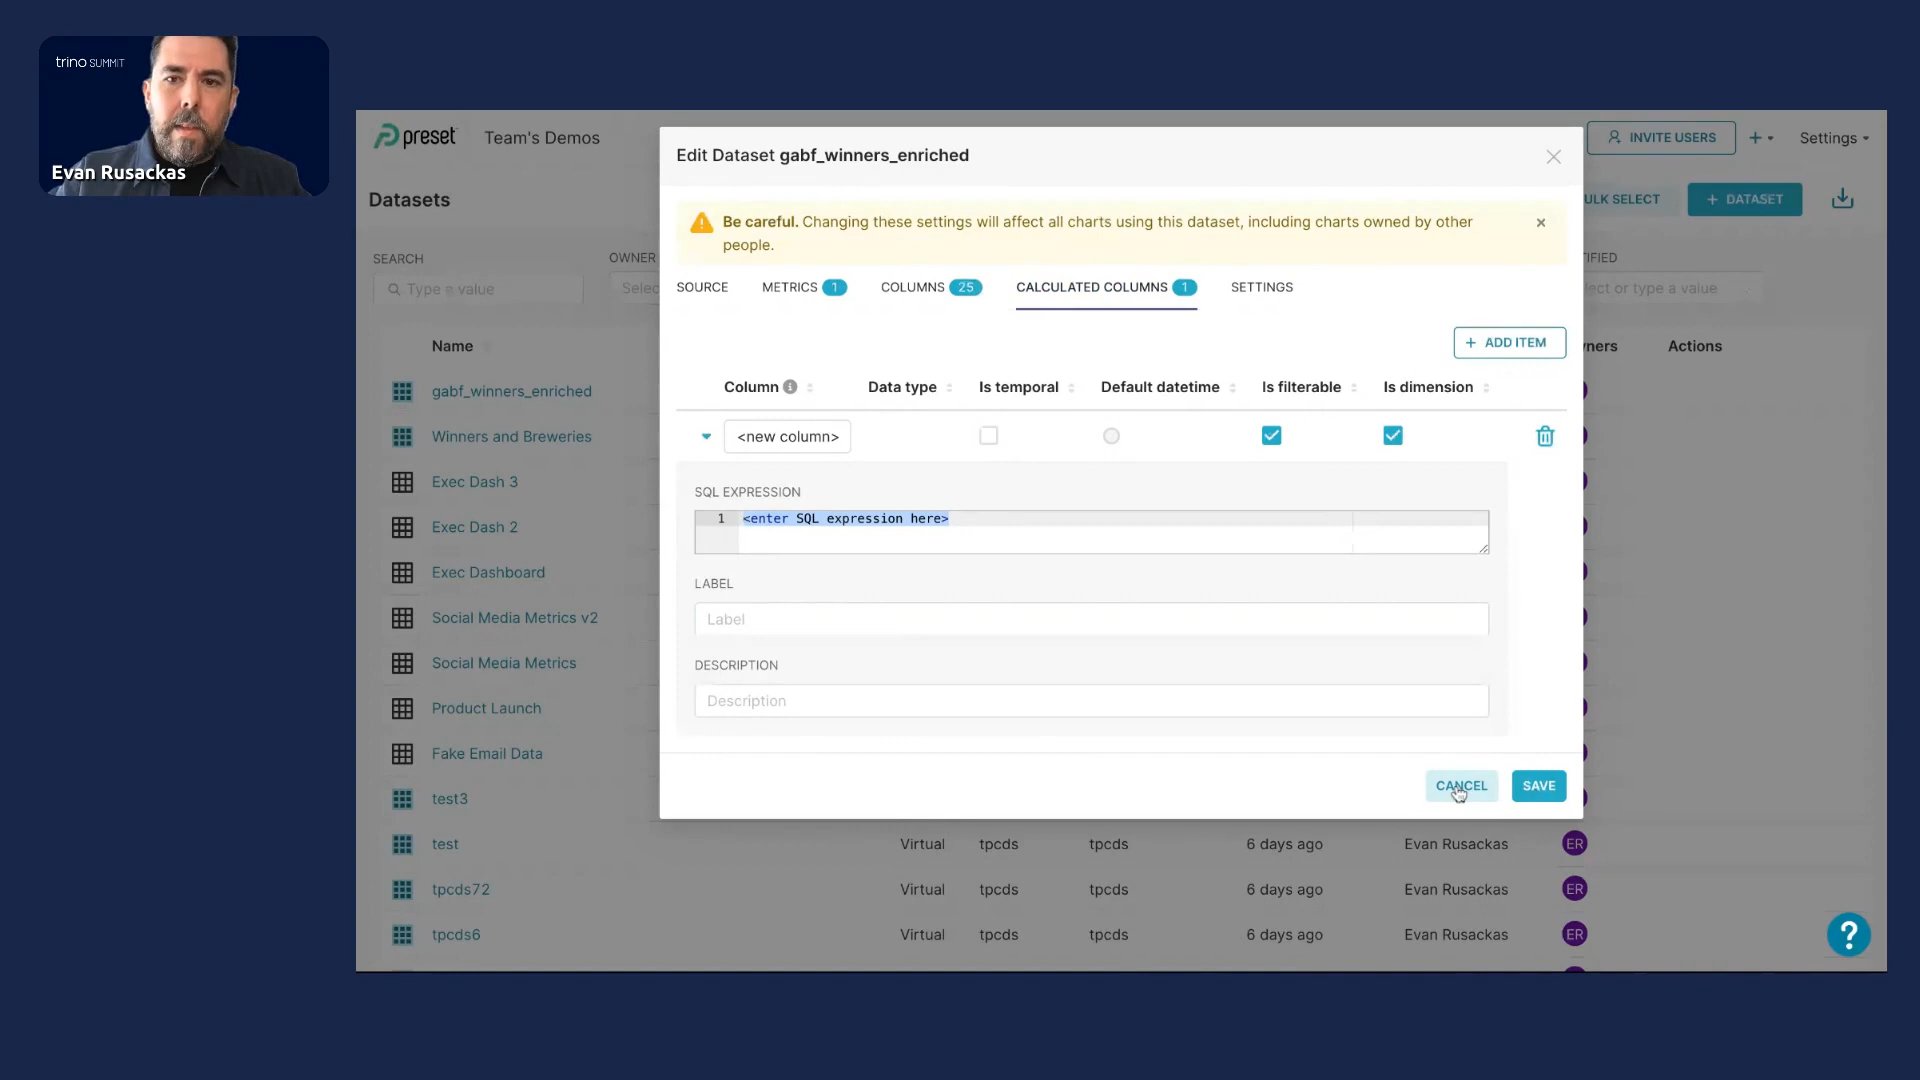 trino SUMMIT
Evan Rusackas
preset
Team's Demos
INVITE USERS
+
Settings
Datasets
ULK SELECT
+ DATASET
SEARCH
OWNER
TIFIED
Type a value
Selec
ect or type a value
Name
ners
Actions
gabf_winners_enriched
Winners and Breweries
Exec Dash 3
Exec Dash 2
Exec Dashboard
Social Media Metrics v2
Social Media Metrics
Product Launch
Fake Email Data
test3
test Virtual tpcds tpcds 6 days ago Evan Rusackas ER
tpcds72 Virtual tpcds tpcds 6 days ago Evan Rusackas ER
tpcds6 Virtual tpcds tpcds 6 days ago Evan Rusackas ER
?
Edit Dataset gabf_winners_enriched
Be careful. Changing these settings will affect all charts using this dataset, including charts owned by other
people.
SOURCE METRICS 1 COLUMNS 25 CALCULATED COLUMNS 1 SETTINGS
+ ADD ITEM
Column Data type Is temporal Default datetime Is filterable Is dimension
<new column>
SQL EXPRESSION
1 <enter SQL expression here>
LABEL
Label
DESCRIPTION
Description
CANCEL SAVE